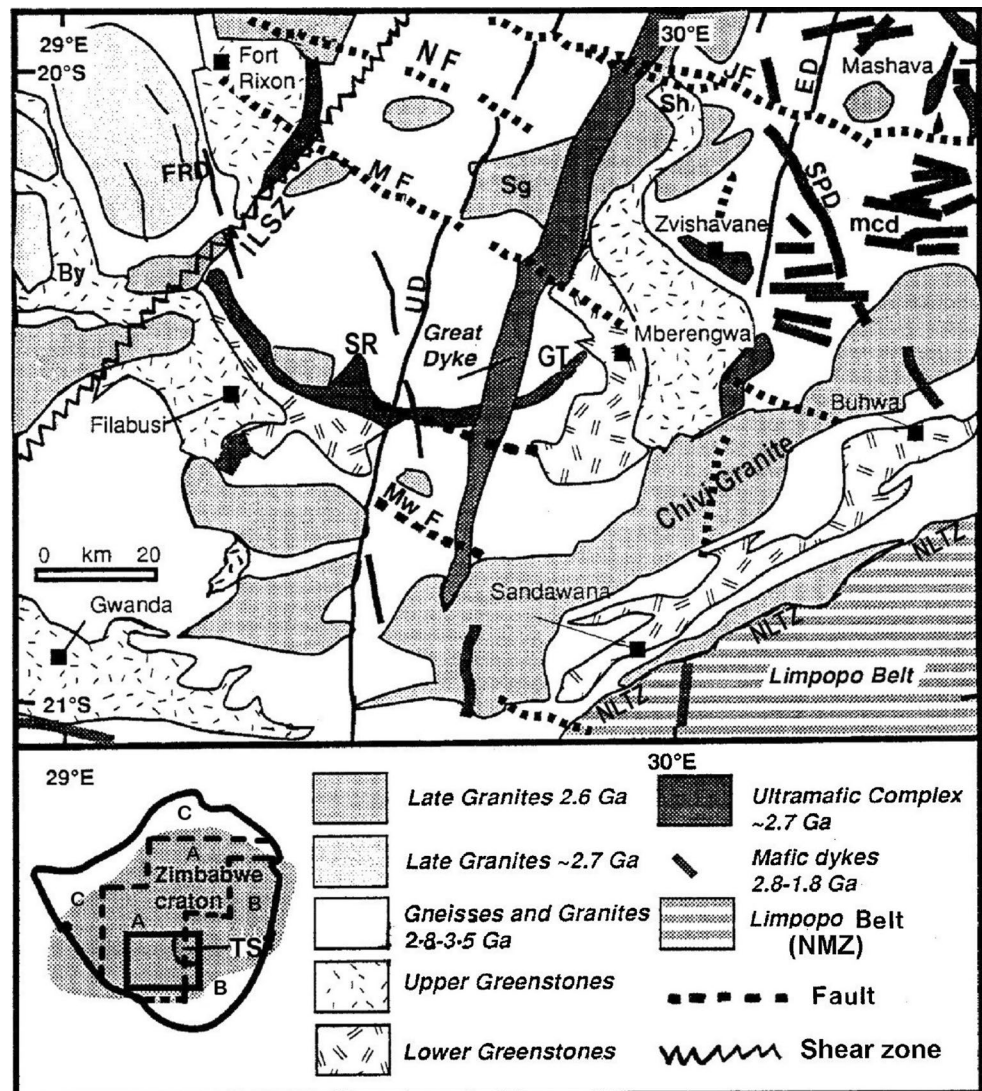 29°E
30°E
20°S
Fort
Rixon
N F
JF
ED
Mashava
Sh
FRD
M F
Sg
SPD
ILSZ
Zvishavane
mcd
By
UD
Great
Dyke
SR
GT
Mberengwa
Filabusi
Buhwa
Mw F
Chivi Granite
0 km 20
Sandawana
NLTZ
Gwanda
NLTZ
Limpopo Belt
21°S
NLTZ
29°E
30°E
C
A
Zimbabwe
craton
C
B
A
TS
B
Late Granites 2.6 Ga
Late Granites ~2.7 Ga
Gneisses and Granites
2·8-3·5 Ga
Upper Greenstones
Lower Greenstones
Ultramafic Complex
~2.7 Ga
Mafic dykes
2.8-1.8 Ga
Limpopo Belt
(NMZ)
Fault
Shear zone